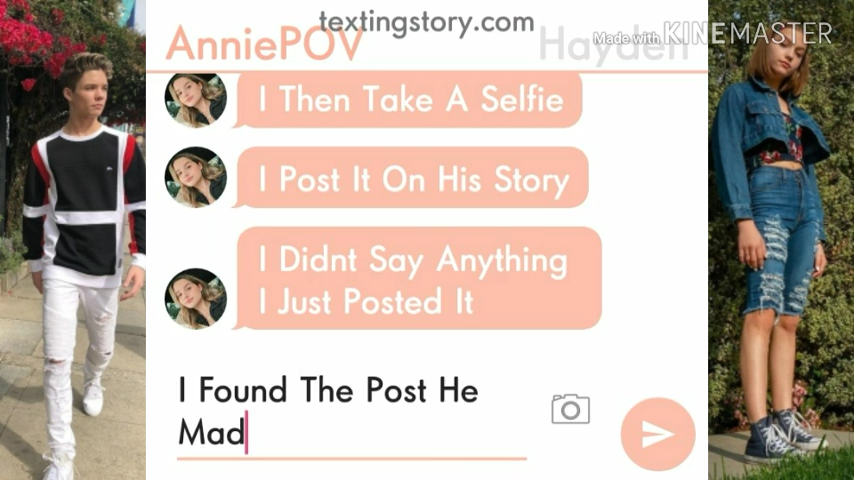 textingstory.com
AnniePOV
Hayden
Made with KINEMASTER
I Then Take A Selfie
I Post It On His Story
I Didnt Say Anything
I Just Posted It
I Found The Post He
Mad